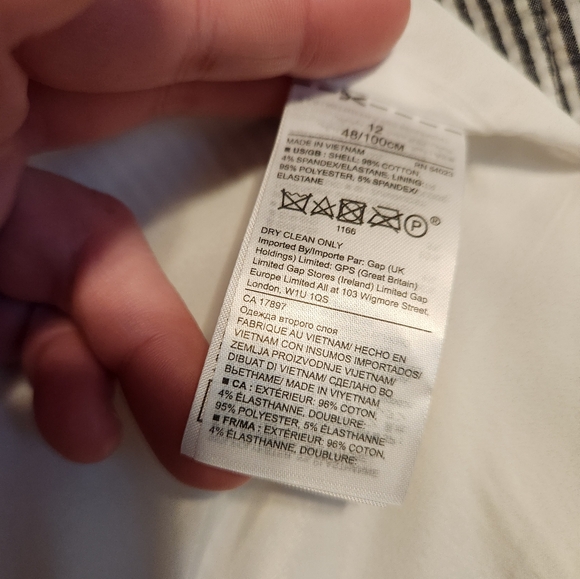 12
48/100CM
MADE IN VIETNAM RN 54023
■ US/GB : SHELL: 96% COTTON,
4% SPANDEX/ELASTANE, LINING:
95% POLYESTER, 5% SPANDEX/
ELASTANE
P ®
1166
DRY CLEAN ONLY
Imported By/Importe Par: Gap (UK
Holdings) Limited: GPS (Great Britain)
Limited Gap Stores (Ireland) Limited Gap
Europe Limited All at 103 Wigmore Street,
London, W1U 1QS
CA 17897
Одежда второго слоя
FABRIQUE AU VIETNAM/ HECHO EN
VIETNAM CON INSUMOS IMPORTADOS/
ZEMLJA PROIZVODNJE VIJETNAM/
DIBUAT DI VIETNAM/ СДЕЛАНО ВО
ВЬЕТНАМЕ/ MADE IN VIYETNAM
■ CA : EXTÉRIEUR: 96% COTON,
4% ÉLASTHANNE, DOUBLURE:
95% POLYESTER, 5% ÉLASTHANNE
■ FR/MA : EXTÉRIEUR: 96% COTON,
4% ÉLASTHANNE, DOUBLURE: